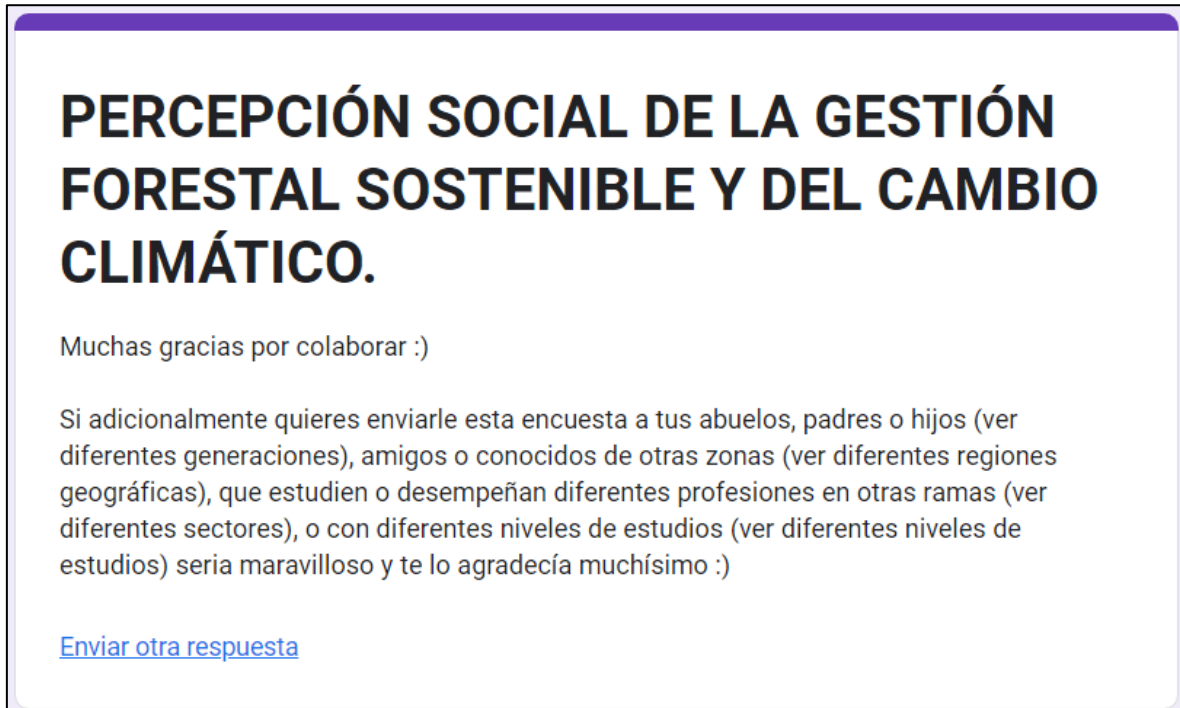 PERCEPCIÓN SOCIAL DE LA GESTIÓN
FORESTAL SOSTENIBLE Y DEL CAMBIO
CLIMÁTICO.
Muchas gracias por colaborar :)
Si adicionalmente quieres enviarle esta encuesta a tus abuelos, padres o hijos (ver
diferentes generaciones), amigos o conocidos de otras zonas (ver diferentes regiones
geográficas), que estudien o desempeñan diferentes profesiones en otras ramas (ver
diferentes sectores), o con diferentes niveles de estudios (ver diferentes niveles de
estudios) seria maravilloso y te lo agradecía muchísimo :)
Enviar otra respuesta